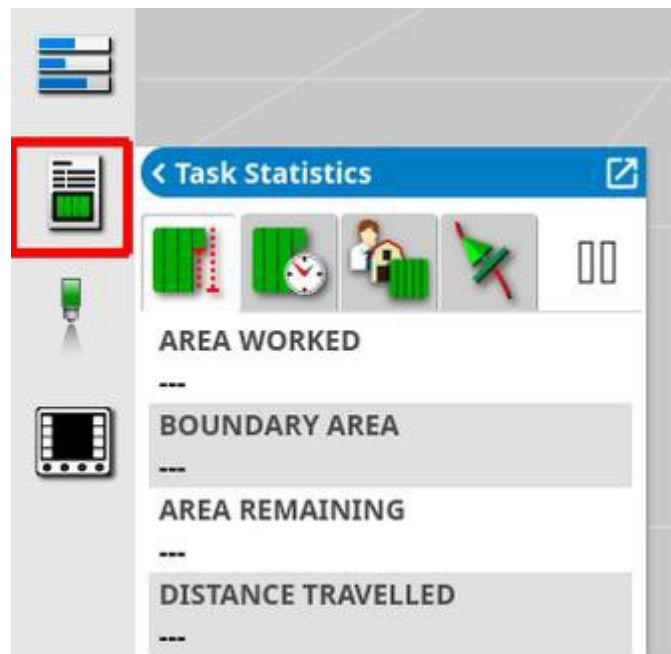 Task Statistics
AREA WORKED
---
BOUNDARY AREA
---
AREA REMAINING
---
DISTANCE TRAVELLED
---